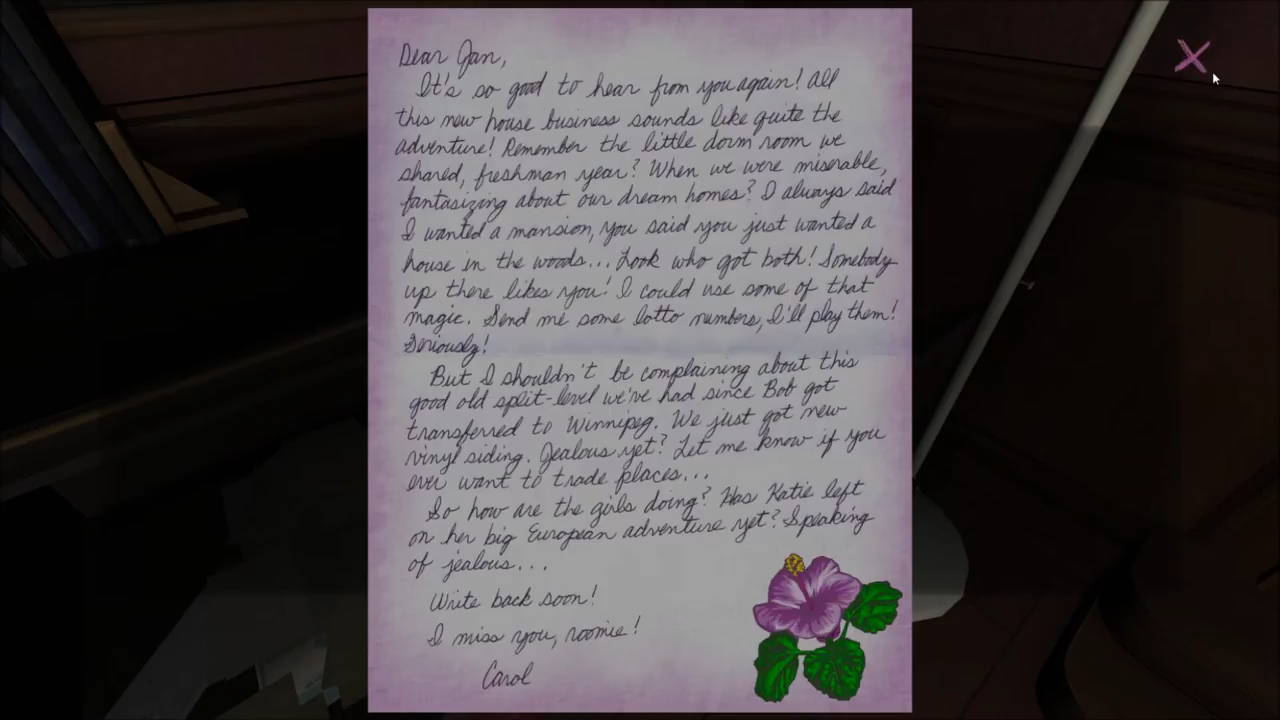 Dear Jan,
It's so good to hear from you again! All
this new house business sounds like quite the
adventure! Remember the little dorm room we
shared, freshman year? When we were miserable,
fantasizing about our dream homes? I always said
I wanted a mansion, you said you just wanted a
house in the woods... Look who got both! Somebody
up there likes you! I could use some of that
magic. Send me some lotto numbers, I'll play them!
Seriously!
But I shouldn't be complaining about this
good old split-level we've had since Bob got
transferred to Winnipeg. We just got new
vinyl siding. Jealous yet? Let me know if you
ever want to trade places...
So how are the girls doing? Has Katie left
on her big European adventure yet? Speaking
of jealous...
Write back soon!
I miss you, roomie!
Carol